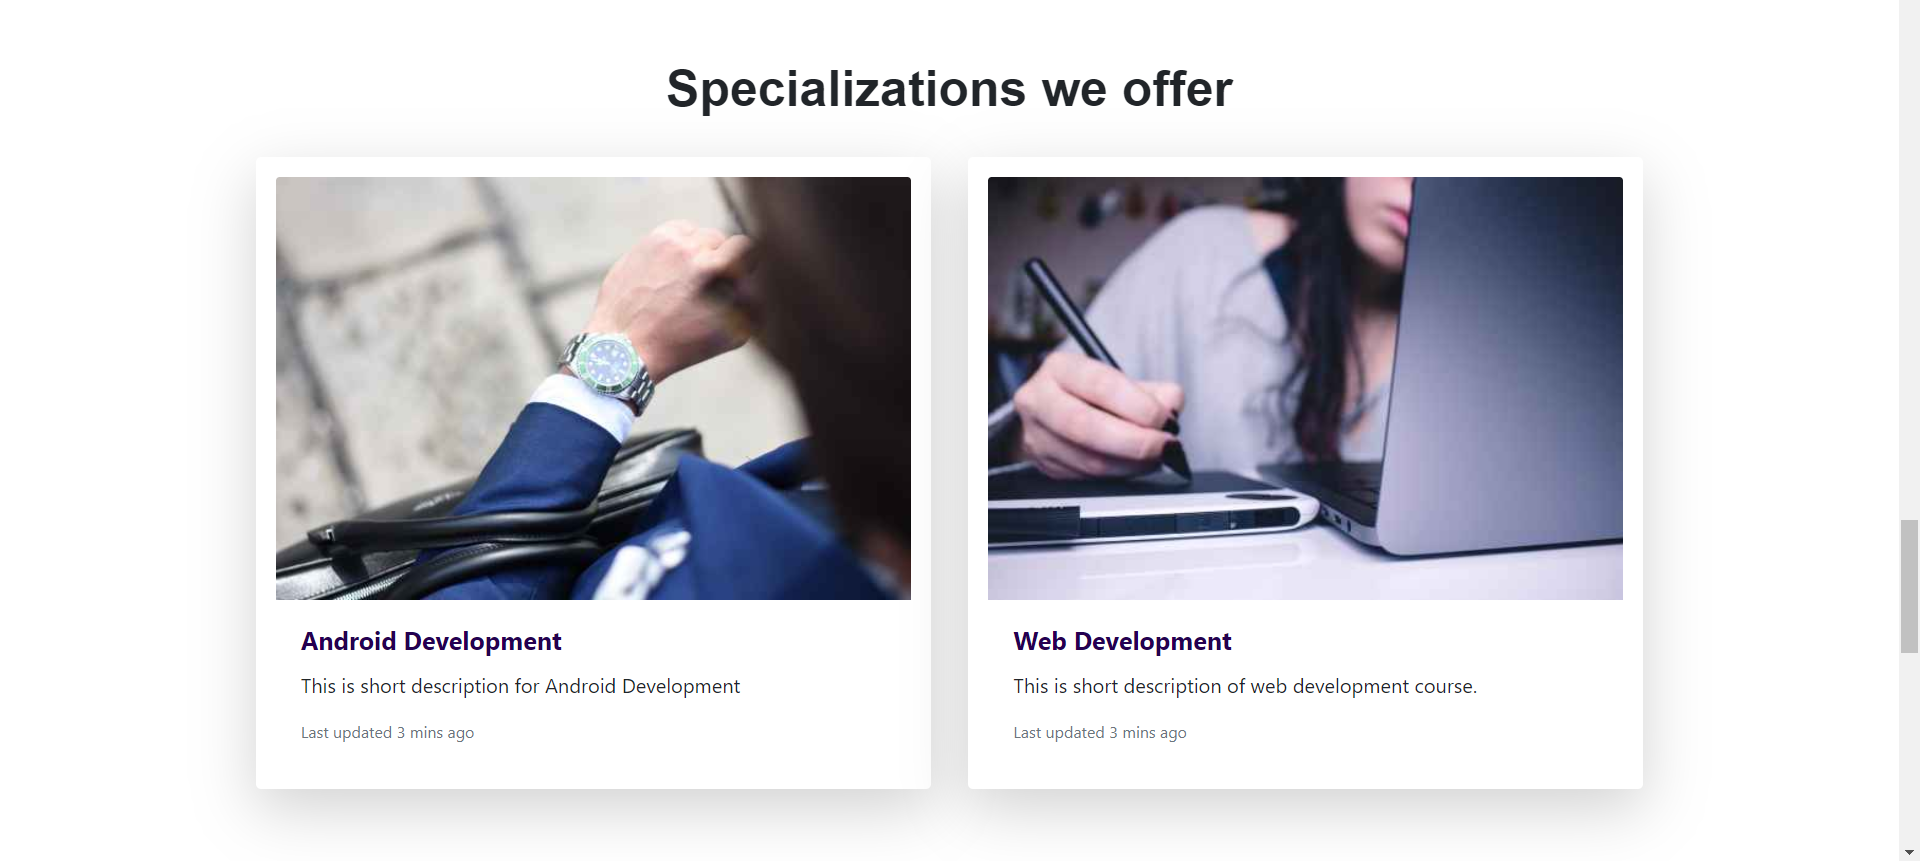 Specializations we offer
Android Development
This is short description for Android Development
Last updated 3 mins ago
Web Development
This is short description of web development course.
Last updated 3 mins ago